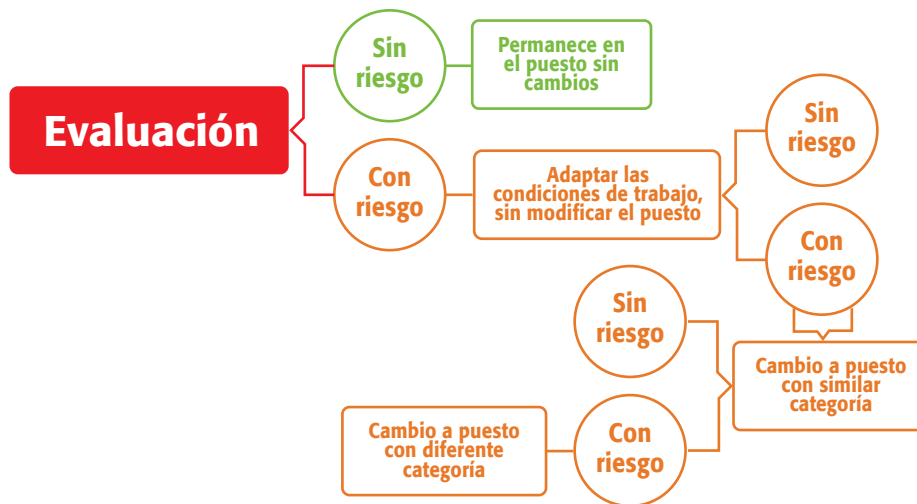 Evaluación
Sin
riesgo
Permanece en
el puesto sin
cambios
Con
riesgo
Adaptar las
condiciones de trabajo,
sin modificar el puesto
Sin
riesgo
Con
riesgo
Cambio a puesto
con similar
categoría
Sin
riesgo
Con
riesgo
Cambio a puesto
con diferente
categoría